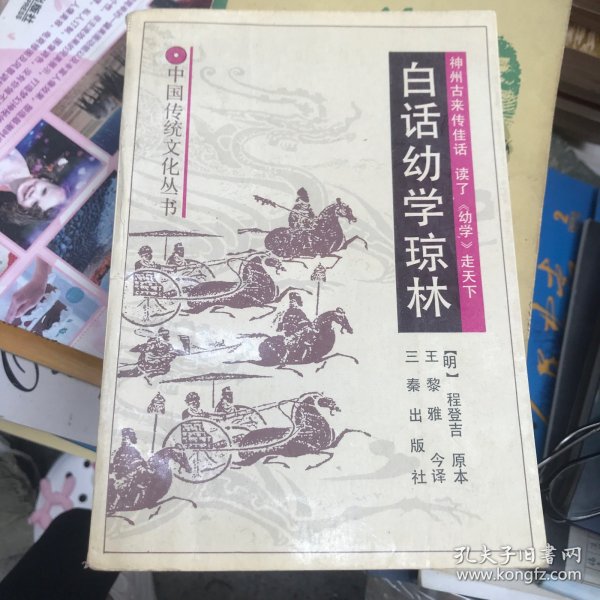 神州古来传佳话 读了《幼学》走天下
白话幼学琼林
【明】程登吉 原本
王黎雅 今译
三秦出版社
中国传统文化丛书
孔夫子旧书网
www.kongfz.com